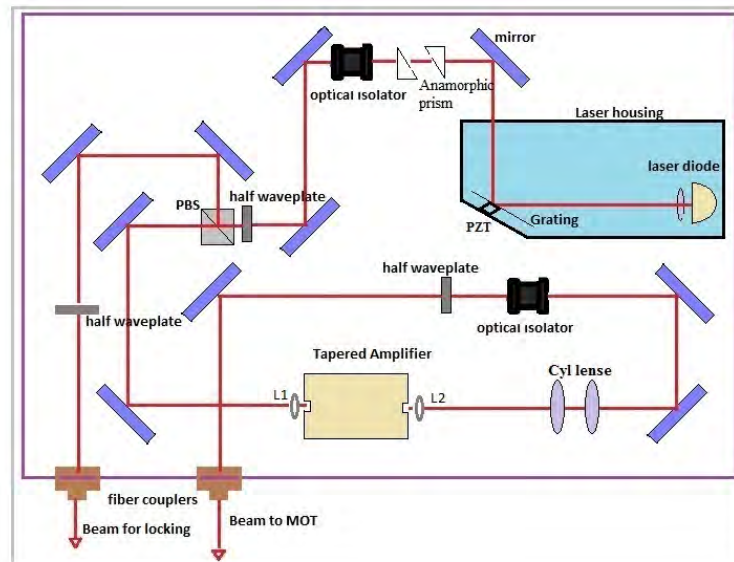 mirror
optical isolator
Anamorphic
prism
Laser housing
laser diode
Grating
PZT
half waveplate
PBS
half waveplate
half waveplate
optical isolator
Tapered Amplifier
L1
L2
Cyl lense
fiber couplers
Beam for locking
Beam to MOT